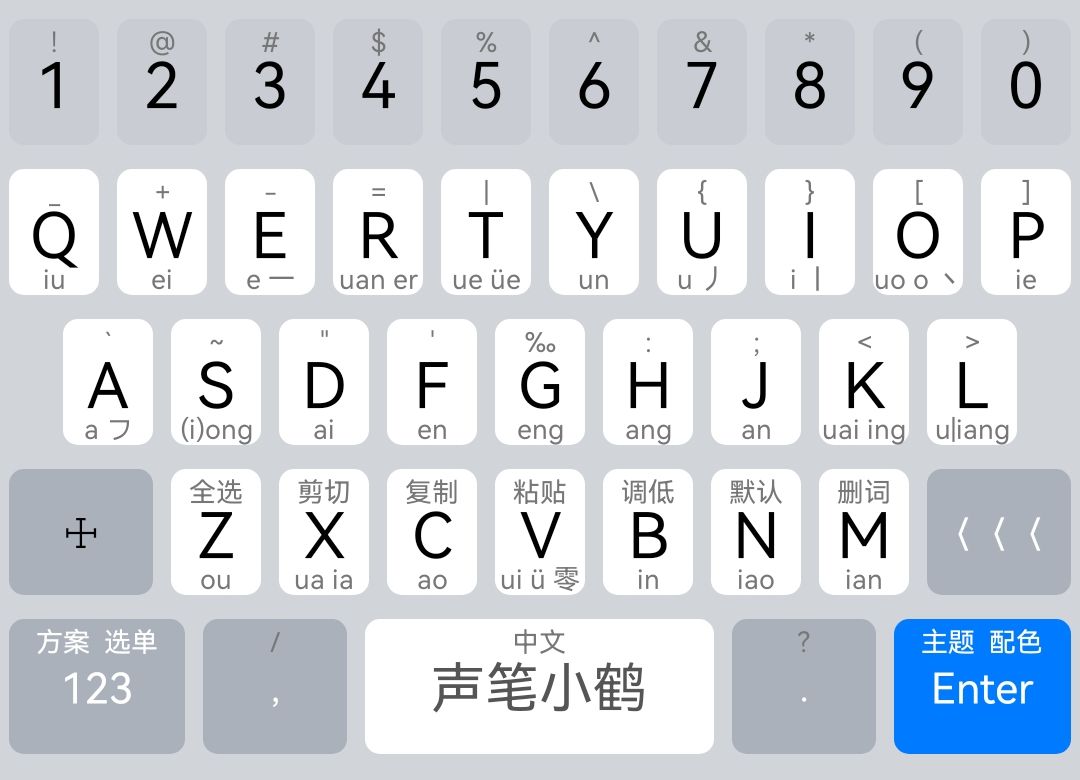 ! @ # $ % ^ & * ( )
1 2 3 4 5 6 7 8 9 0
_ + - = | \ { } [ ]
Q W E R T Y U I O P
iu ei e 一 uan er ue üe un u 丿 i 丨 uo o 丶 ie
` ~ " ' ‰ : ; < >
A S D F G H J K L
a フ (i)ong ai en eng ang an uai ing u|iang
全选 剪切 复制 粘贴 调低 默认 删词
Z X C V B N M
ou ua ia ao ui ü 零 in iao ian
方案 选单 / 中文 ? 主题 配色
123 , 声笔小鹤 . Enter